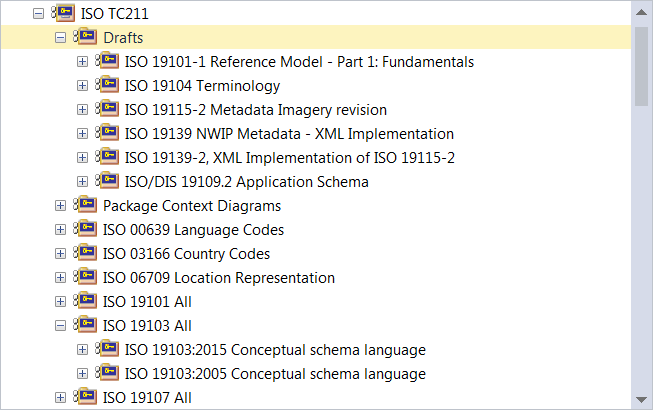 ISO TC211
Drafts
ISO 19101-1 Reference Model - Part 1: Fundamentals
ISO 19104 Terminology
ISO 19115-2 Metadata Imagery revision
ISO 19139 NWIP Metadata - XML Implementation
ISO 19139-2, XML Implementation of ISO 19115-2
ISO/DIS 19109.2 Application Schema
Package Context Diagrams
ISO 00639 Language Codes
ISO 03166 Country Codes
ISO 06709 Location Representation
ISO 19101 All
ISO 19103 All
ISO 19103:2015 Conceptual schema language
ISO 19103:2005 Conceptual schema language
ISO 19107 All